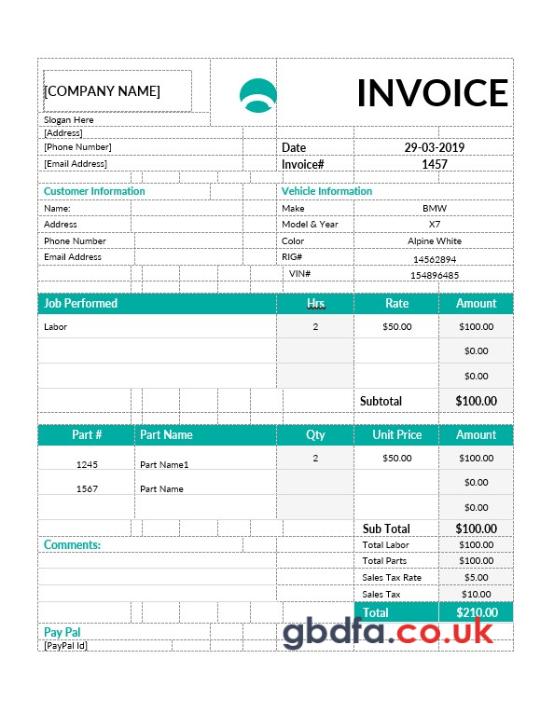 [COMPANY NAME]
INVOICE
Slogan Here
[Address]
[Phone Number]
Date 29-03-2019
[Email Address]
Invoice# 1457
Customer Information Vehicle Information
Name: Make BMW
Address Model & Year X7
Phone Number Color Alpine White
Email Address RIG# 14562894
VIN# 154896485
Job Performed Hrs Rate Amount
Labor 2 $50.00 $100.00
$0.00
$0.00
Subtotal $100.00
Part # Part Name Qty Unit Price Amount
1245 Part Name1 2 $50.00 $100.00
1567 Part Name $0.00
$0.00
Sub Total $100.00
Comments: Total Labor $100.00
Total Parts $100.00
Sales Tax Rate $5.00
Sales Tax $10.00
Total $210.00
Pay Pal
[PayPal Id]
gbdfa.co.uk